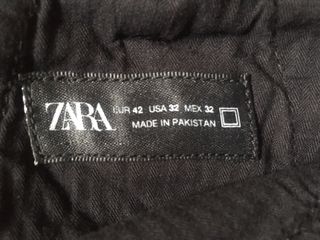 ZARA
EUR 42 USA 32 MEX 32
MADE IN PAKISTAN